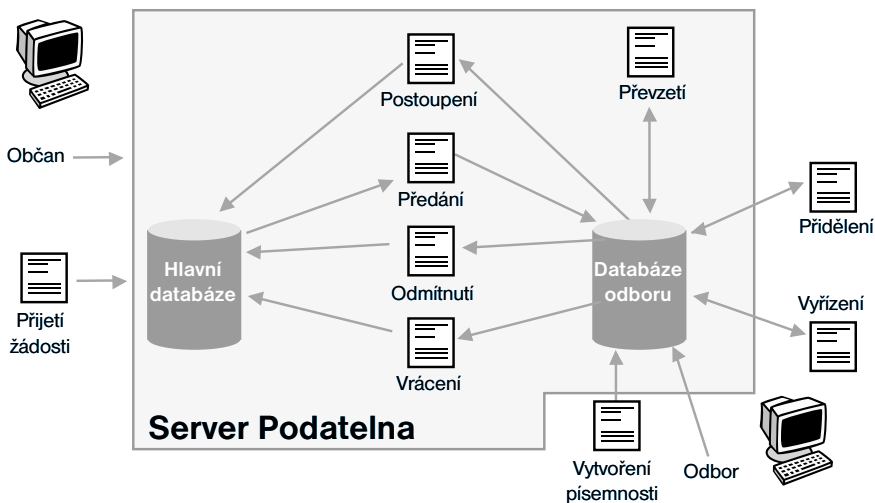 Postoupení
Převzetí
Občan
Předání
Přidělení
Hlavní
databáze
Odmítnutí
Databáze
odboru
Přijetí
žádosti
Vyřízení
Vrácení
Server Podatelna
Vytvoření
písemnosti
Odbor